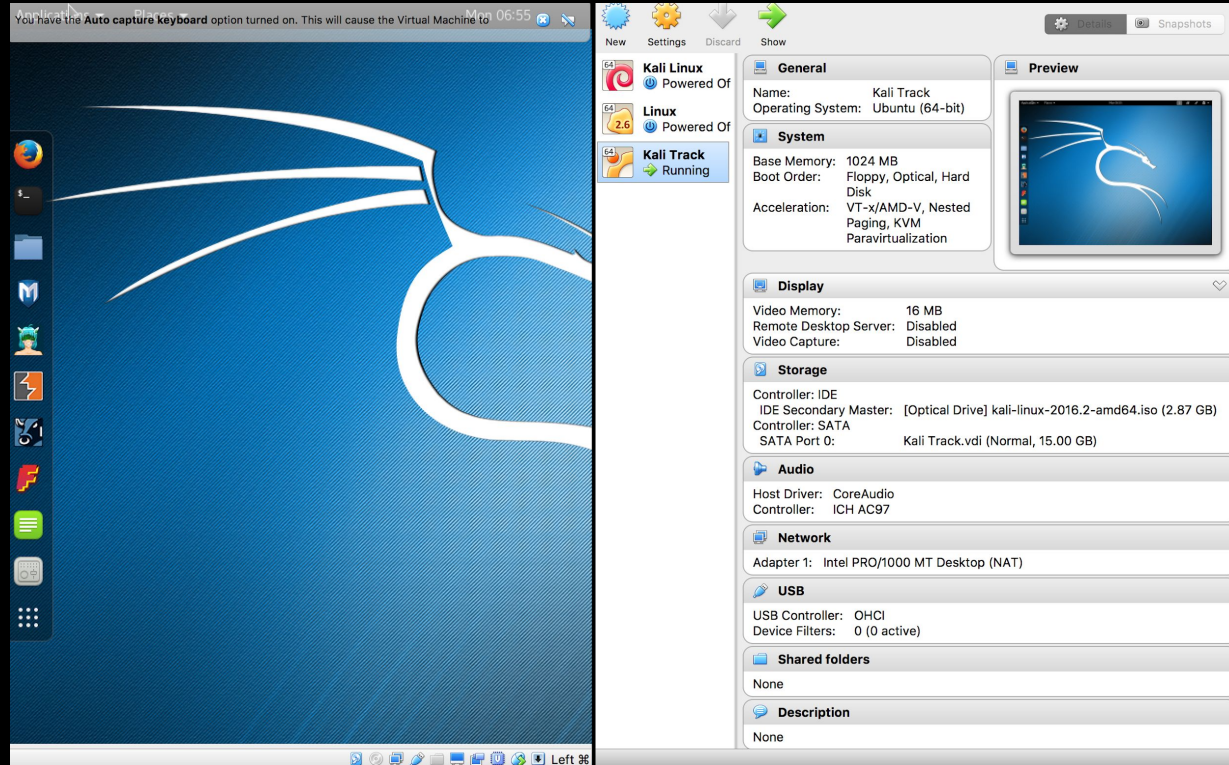 Applications Places Mon 06:55
You have the Auto capture keyboard option turned on. This will cause the Virtual Machine to
$_
Left ⌘
New Settings Discard Show
Details Snapshots
64 Kali Linux
Powered Of
64 2.6 Linux
Powered Of
64 Kali Track
Running
General
Name: Kali Track
Operating System: Ubuntu (64-bit)
System
Base Memory: 1024 MB
Boot Order: Floppy, Optical, Hard
Disk
Acceleration: VT-x/AMD-V, Nested
Paging, KVM
Paravirtualization
Preview
Display
Video Memory: 16 MB
Remote Desktop Server: Disabled
Video Capture: Disabled
Storage
Controller: IDE
IDE Secondary Master: [Optical Drive] kali-linux-2016.2-amd64.iso (2.87 GB)
Controller: SATA
SATA Port 0: Kali Track.vdi (Normal, 15.00 GB)
Audio
Host Driver: CoreAudio
Controller: ICH AC97
Network
Adapter 1: Intel PRO/1000 MT Desktop (NAT)
USB
USB Controller: OHCI
Device Filters: 0 (0 active)
Shared folders
None
Description
None